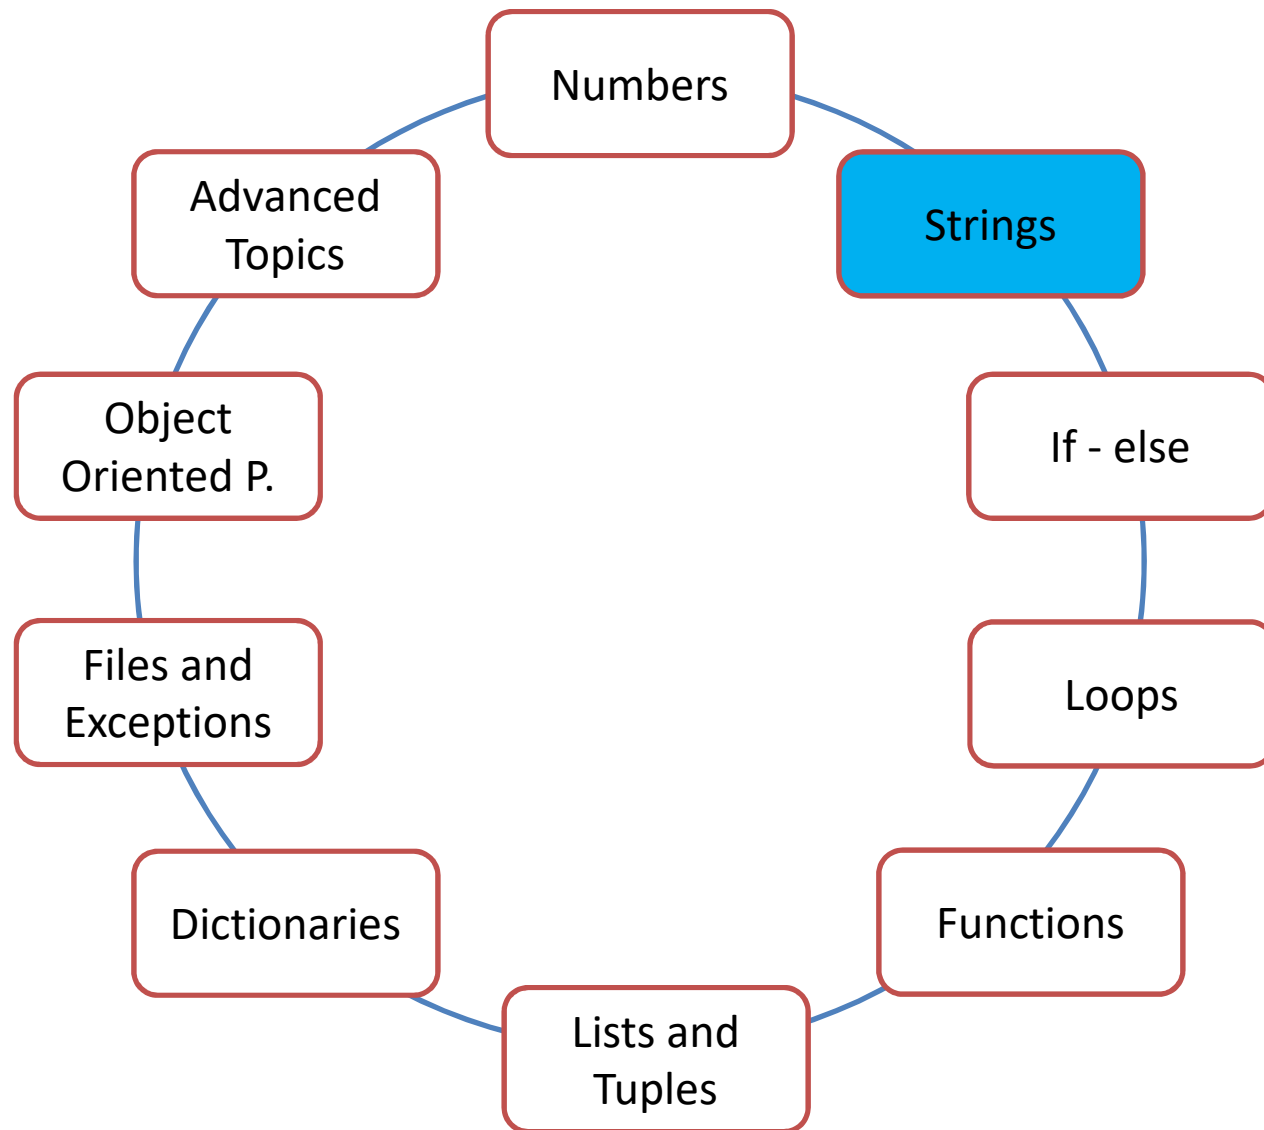 Numbers
Strings
If - else
Loops
Functions
Lists and
Tuples
Dictionaries
Files and
Exceptions
Object
Oriented P.
Advanced
Topics